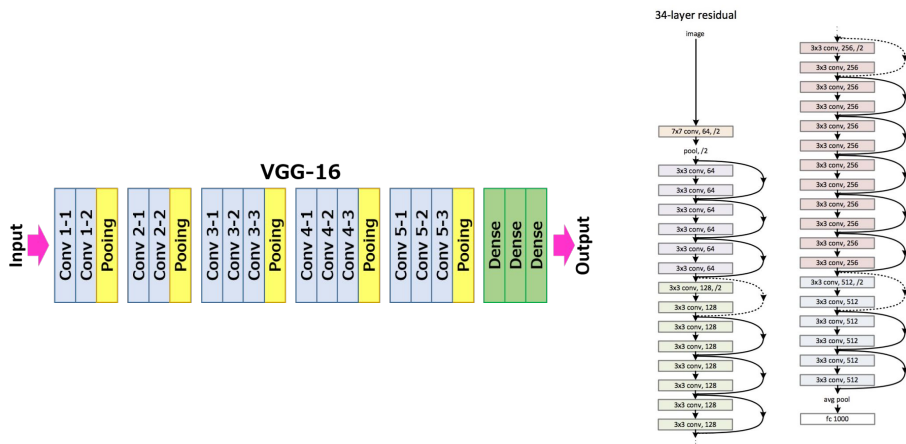 VGG-16
Input
Conv 1-1
Conv 1-2
Pooing
Conv 2-1
Conv 2-2
Pooing
Conv 3-1
Conv 3-2
Conv 3-3
Pooing
Conv 4-1
Conv 4-2
Conv 4-3
Pooing
Conv 5-1
Conv 5-2
Conv 5-3
Pooing
Dense
Dense
Dense
Output
34-layer residual
image
7x7 conv, 64, /2
pool, /2
3x3 conv, 64
3x3 conv, 64
3x3 conv, 64
3x3 conv, 64
3x3 conv, 64
3x3 conv, 64
3x3 conv, 128, /2
3x3 conv, 128
3x3 conv, 128
3x3 conv, 128
3x3 conv, 128
3x3 conv, 128
3x3 conv, 128
3x3 conv, 128
3x3 conv, 256, /2
3x3 conv, 256
3x3 conv, 256
3x3 conv, 256
3x3 conv, 256
3x3 conv, 256
3x3 conv, 256
3x3 conv, 256
3x3 conv, 256
3x3 conv, 256
3x3 conv, 256
3x3 conv, 256
3x3 conv, 512, /2
3x3 conv, 512
3x3 conv, 512
3x3 conv, 512
3x3 conv, 512
3x3 conv, 512
avg pool
fc 1000